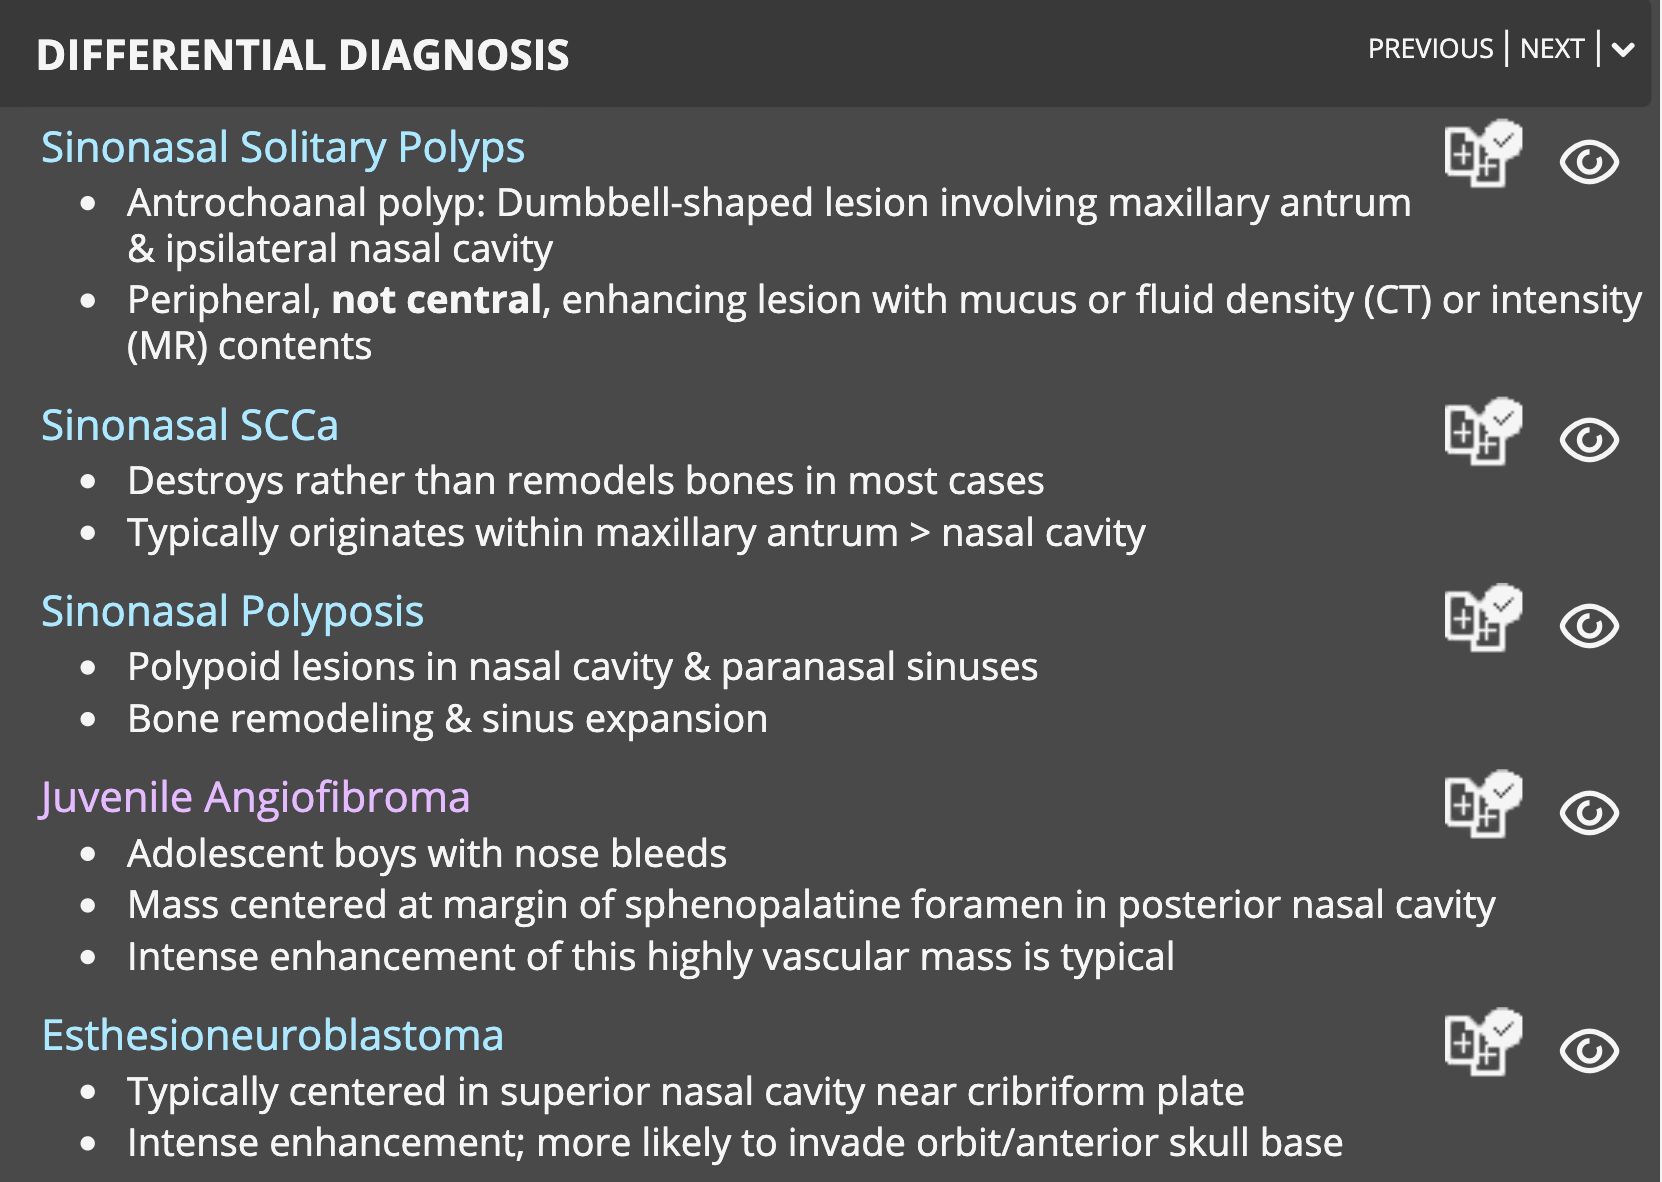 DIFFERENTIAL DIAGNOSIS
PREVIOUS | NEXT |
Sinonasal Solitary Polyps
• Antrochoanal polyp: Dumbbell-shaped lesion involving maxillary antrum
& ipsilateral nasal cavity
• Peripheral, not central, enhancing lesion with mucus or fluid density (CT) or intensity
(MR) contents
Sinonasal SCCa
• Destroys rather than remodels bones in most cases
• Typically originates within maxillary antrum > nasal cavity
Sinonasal Polyposis
• Polypoid lesions in nasal cavity & paranasal sinuses
• Bone remodeling & sinus expansion
Juvenile Angiofibroma
• Adolescent boys with nose bleeds
• Mass centered at margin of sphenopalatine foramen in posterior nasal cavity
• Intense enhancement of this highly vascular mass is typical
Esthesioneuroblastoma
• Typically centered in superior nasal cavity near cribriform plate
• Intense enhancement; more likely to invade orbit/anterior skull base